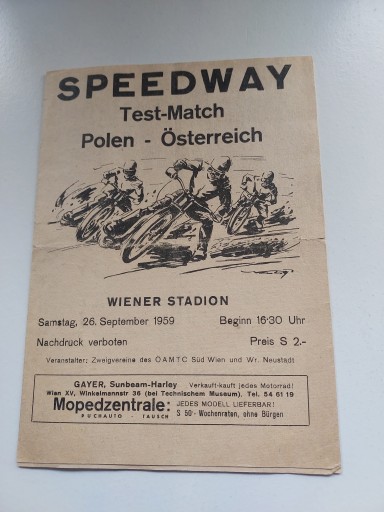 SPEEDWAY
Test-Match
Polen - Österreich
WIENER STADION
Samstag, 26. September 1959 Beginn 16·30 Uhr
Nachdruck verboten Preis S 2.-
Veranstalter: Zweigvereine des ÖAMTC Süd Wien und Wr. Neustadt
GAYER, Sunbeam-Harley Verkauft-kauft jedes Motorrad!
Wien XV, Winkelmannstr 36 (bei Technischem Museum). Tel. 54 61 19
Mopedzentrale: JEDES MODELL LIEFERBAR!
PUCHAUTO - TAUSCH S 50'- Wochenraten, ohne Bürgen